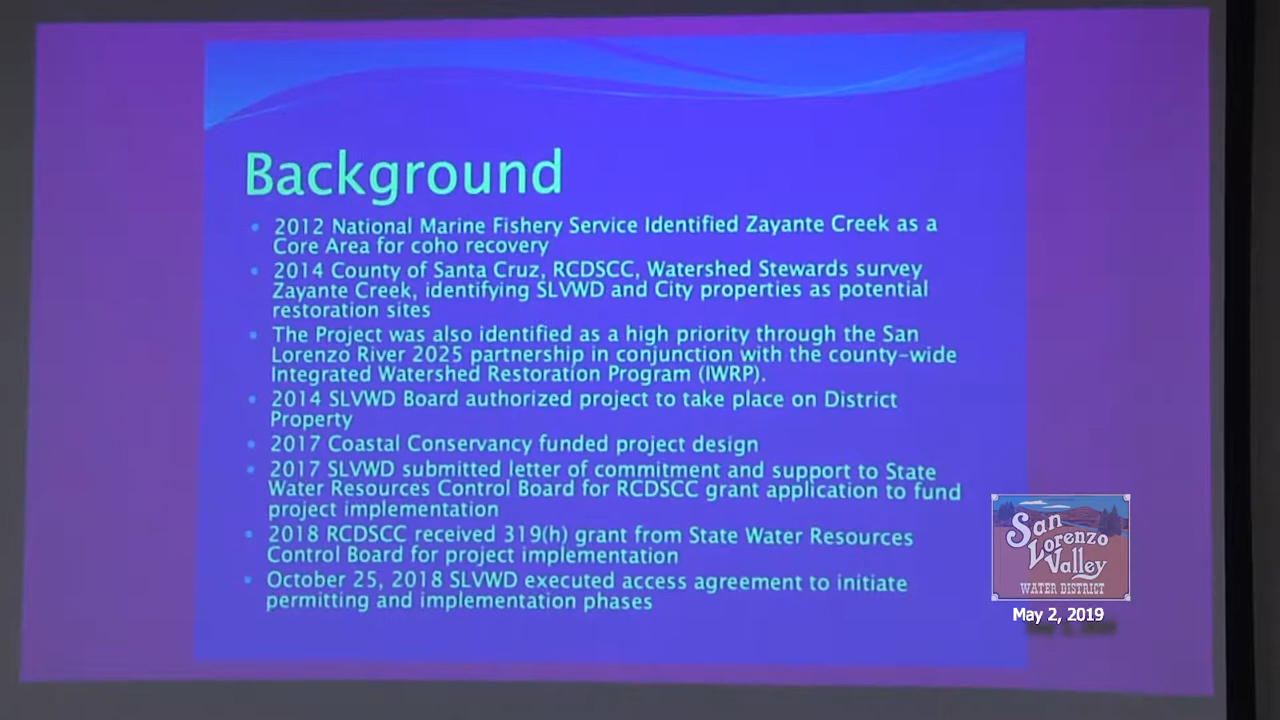 Background
2012 National Marine Fishery Service Identified Zayante Creek as a
Core Area for coho recovery
2014 County of Santa Cruz, RCDSCC, Watershed Stewards survey
Zayante Creek, identifying SLVWD and City properties as potential
restoration sites
The Project was also identified as a high priority through the San
Lorenzo River 2025 partnership in conjunction with the county-wide
Integrated Watershed Restoration Program (IWRP).
2014 SLVWD Board authorized project to take place on District
Property
2017 Coastal Conservancy funded project design
2017 SLVWD submitted letter of commitment and support to State
Water Resources Control Board for RCDSCC grant application to fund
project implementation
2018 RCDSCC received 319(h) grant from State Water Resources
Control Board for project implementation
October 25, 2018 SLVWD executed access agreement to initiate
permitting and implementation phases
San
Lorenzo
Valley
WATER DISTRICT
May 2, 2019